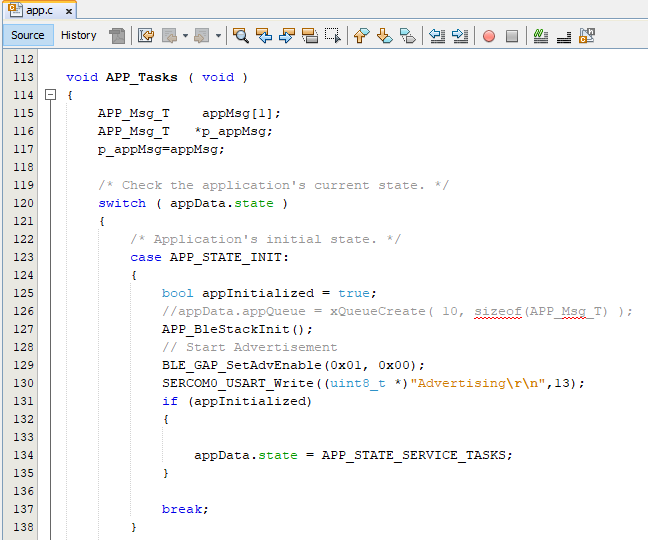 app.c ×
Source History
112
113 void APP_Tasks ( void )
114 {
115 APP_Msg_T appMsg[1];
116 APP_Msg_T *p_appMsg;
117 p_appMsg=appMsg;
118
119 /* Check the application's current state. */
120 switch ( appData.state )
121 {
122 /* Application's initial state. */
123 case APP_STATE_INIT:
124 {
125 bool appInitialized = true;
126 //appData.appQueue = xQueueCreate( 10, sizeof(APP_Msg_T) );
127 APP_BleStackInit();
128 // Start Advertisement
129 BLE_GAP_SetAdvEnable(0x01, 0x00);
130 SERCOM0_USART_Write((uint8_t *)"Advertising\r\n",13);
131 if (appInitialized)
132 {
133
134 appData.state = APP_STATE_SERVICE_TASKS;
135 }
136
137 break;
138 }